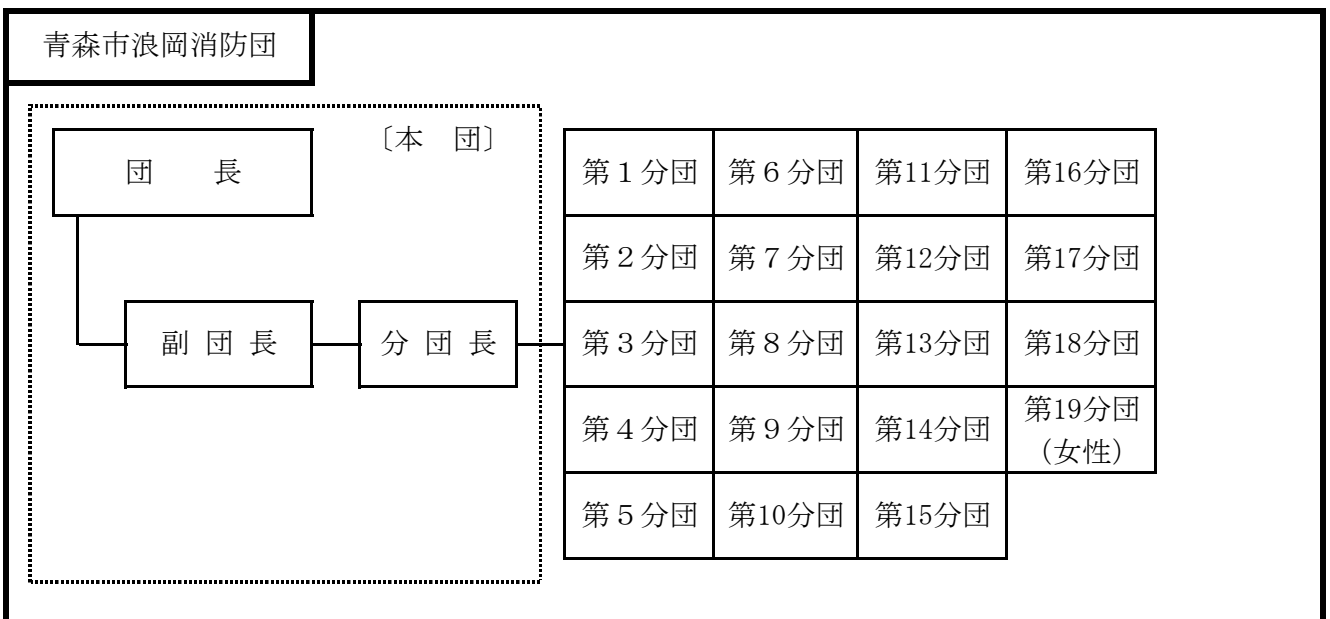 青森市浪岡消防団
〔本　団〕
団　　長
副 団 長
分 団 長
第１分団 第６分団 第11分団 第16分団
第２分団 第７分団 第12分団 第17分団
第３分団 第８分団 第13分団 第18分団
第４分団 第９分団 第14分団 第19分団
（女性）
第５分団 第10分団 第15分団